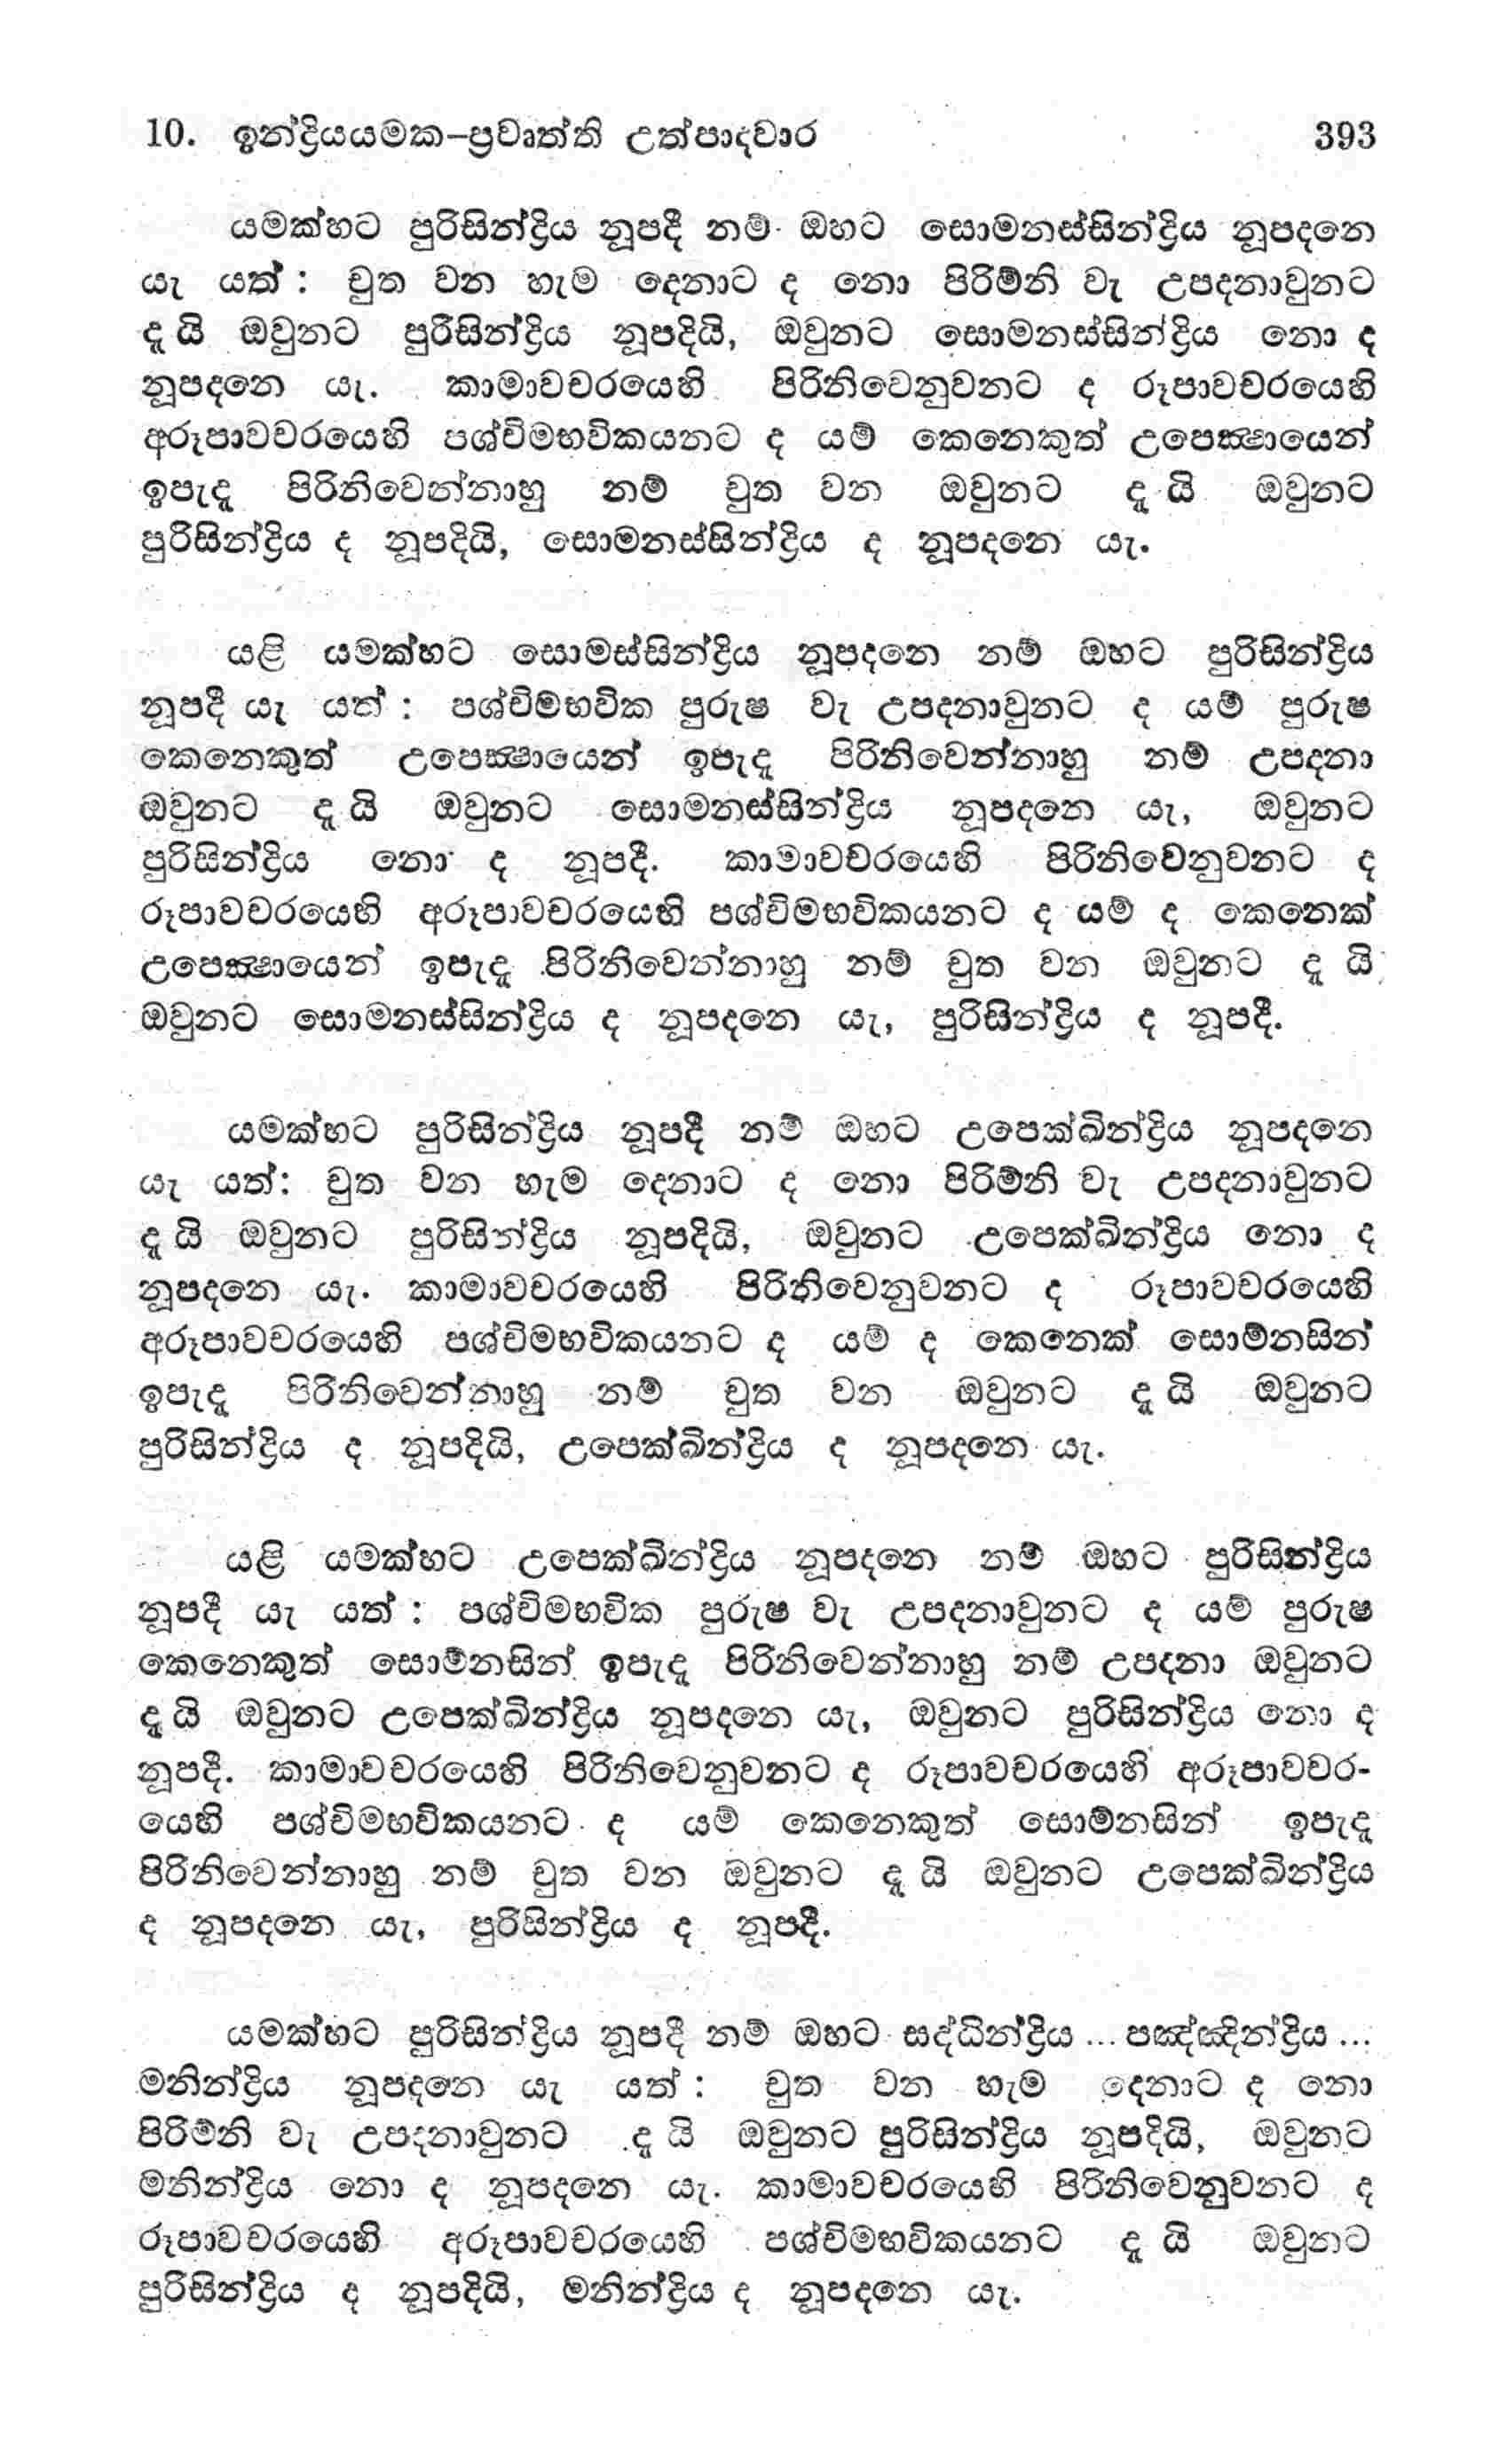 10. ඉන්ද්‍රියයමක–ප්‍රවෘත්ති උත්පාදවාර 393
යමක්හට පුරිසින්ද්‍රිය නූපදී නම් ඔහට සොමනස්සින්ද්‍රිය නූපදනෙ
යැ යත් : චුත වන හැම දෙනාට ද නො පිරිම්නි වැ උපදනාවුනට
දැ යි ඔවුනට පුරිසින්ද්‍රිය නූපදියි, ඔවුනට සොමනස්සින්ද්‍රිය නො ද
නූපදනෙ යැ. කාමාවචරයෙහි පිරිනිවෙනුවනට ද රූපාවචරයෙහි
අරූපාවචරයෙහි පශ්චිමභවිකයනට ද යම් කෙනෙකුත් උපෙක්‍ෂායෙන්
ඉපැදැ පිරිනිවෙන්නාහු නම් චුත වන ඔවුනට දැ යි ඔවුනට
පුරිසින්ද්‍රිය ද නූපදියි, සොමනස්සින්ද්‍රිය ද නූපදනෙ යැ.
යළි යමක්හට සොමස්සින්ද්‍රිය නූපදනෙ නම් ඔහට පුරිසින්ද්‍රිය
නූපදී යැ යත් : පශ්චිමභවික පුරුෂ වැ උපදනාවුනට ද යම් පුරුෂ
කෙනෙකුත් උපෙක්‍ෂායෙන් ඉපැදැ පිරිනිවෙන්නාහු නම් උපදනා
ඔවුනට දැ යි ඔවුනට සොමනස්සින්ද්‍රිය නූපදනෙ යැ, ඔවුනට
පුරිසින්ද්‍රිය නො ද නූපදී. කාමාවචරයෙහි පිරිනිවෙනුවනට ද
රූපාවචරයෙහි අරූපාවචරයෙහි පශ්චිමභවිකයනට ද යම් ද කෙනෙක්
උපෙක්‍ෂායෙන් ඉපැදැ පිරිනිවෙන්නාහු නම් චුත වන ඔවුනට දැ යි
ඔවුනට සොමනස්සින්ද්‍රිය ද නූපදනෙ යැ, පුරිසින්ද්‍රිය ද නූපදී.
යමක්හට පුරිසින්ද්‍රිය නූපදී නම් ඔහට උපෙක්ඛින්ද්‍රිය නූපදනෙ
යැ යත්: චුත වන හැම දෙනාට ද නො පිරිම්නි වැ උපදනාවුනට
දැ යි ඔවුනට පුරිසින්ද්‍රිය නූපදියි, ඔවුනට උපෙක්ඛින්ද්‍රිය නො ද
නූපදනෙ යැ. කාමාවචරයෙහි පිරිනිවෙනුවනට ද රූපාවචරයෙහි
අරූපාවචරයෙහි පශ්චිමභවිකයනට ද යම් ද කෙනෙක් සොම්නසින්
ඉපැදැ පිරිනිවෙන්නාහු නම් චුත වන ඔවුනට දැ යි ඔවුනට
පුරිසින්ද්‍රිය ද නූපදියි, උපෙක්ඛින්ද්‍රිය ද නූපදනෙ යැ.
යළි යමක්හට උපෙක්ඛින්ද්‍රිය නූපදනෙ නම් ඔහට පුරිසින්ද්‍රිය
නූපදී යැ යත් : පශ්චිමභවික පුරුෂ වැ උපදනාවුනට ද යම් පුරුෂ
කෙනෙකුත් සොම්නසින් ඉපැදැ පිරිනිවෙන්නාහු නම් උපදනා ඔවුනට
දැ යි ඔවුනට උපෙක්ඛින්ද්‍රිය නූපදනෙ යැ, ඔවුනට පුරිසින්ද්‍රිය නො ද
නූපදී. කාමාවචරයෙහි පිරිනිවෙනුවනට ද රූපාවචරයෙහි අරූපාවචර-
යෙහි පශ්චිමභවිකයනට ද යම් කෙනෙකුත් සොම්නසින් ඉපැදැ
පිරිනිවෙන්නාහු නම් චුත වන ඔවුනට දැ යි ඔවුනට උපෙක්ඛින්ද්‍රිය
ද නූපදනෙ යැ, පුරිසින්ද්‍රිය ද නූපදී.
යමක්හට පුරිසින්ද්‍රිය නූපදී නම් ඔහට සද්ධින්ද්‍රිය ... පඤ්ඤින්ද්‍රිය ...
මනින්ද්‍රිය නූපදනෙ යැ යත් : චුත වන හැම දෙනාට ද නො
පිරිම්නි වැ උපදනාවුනට දැ යි ඔවුනට පුරිසින්ද්‍රිය නූපදියි, ඔවුනට
මනින්ද්‍රිය නො ද නූපදනෙ යැ. කාමාවචරයෙහි පිරිනිවෙනුවනට ද
රූපාවචරයෙහි අරූපාවචරයෙහි පශ්චිමභවිකයනට දැ යි ඔවුනට
පුරිසින්ද්‍රිය ද නූපදියි, මනින්ද්‍රිය ද නූපදනෙ යැ.